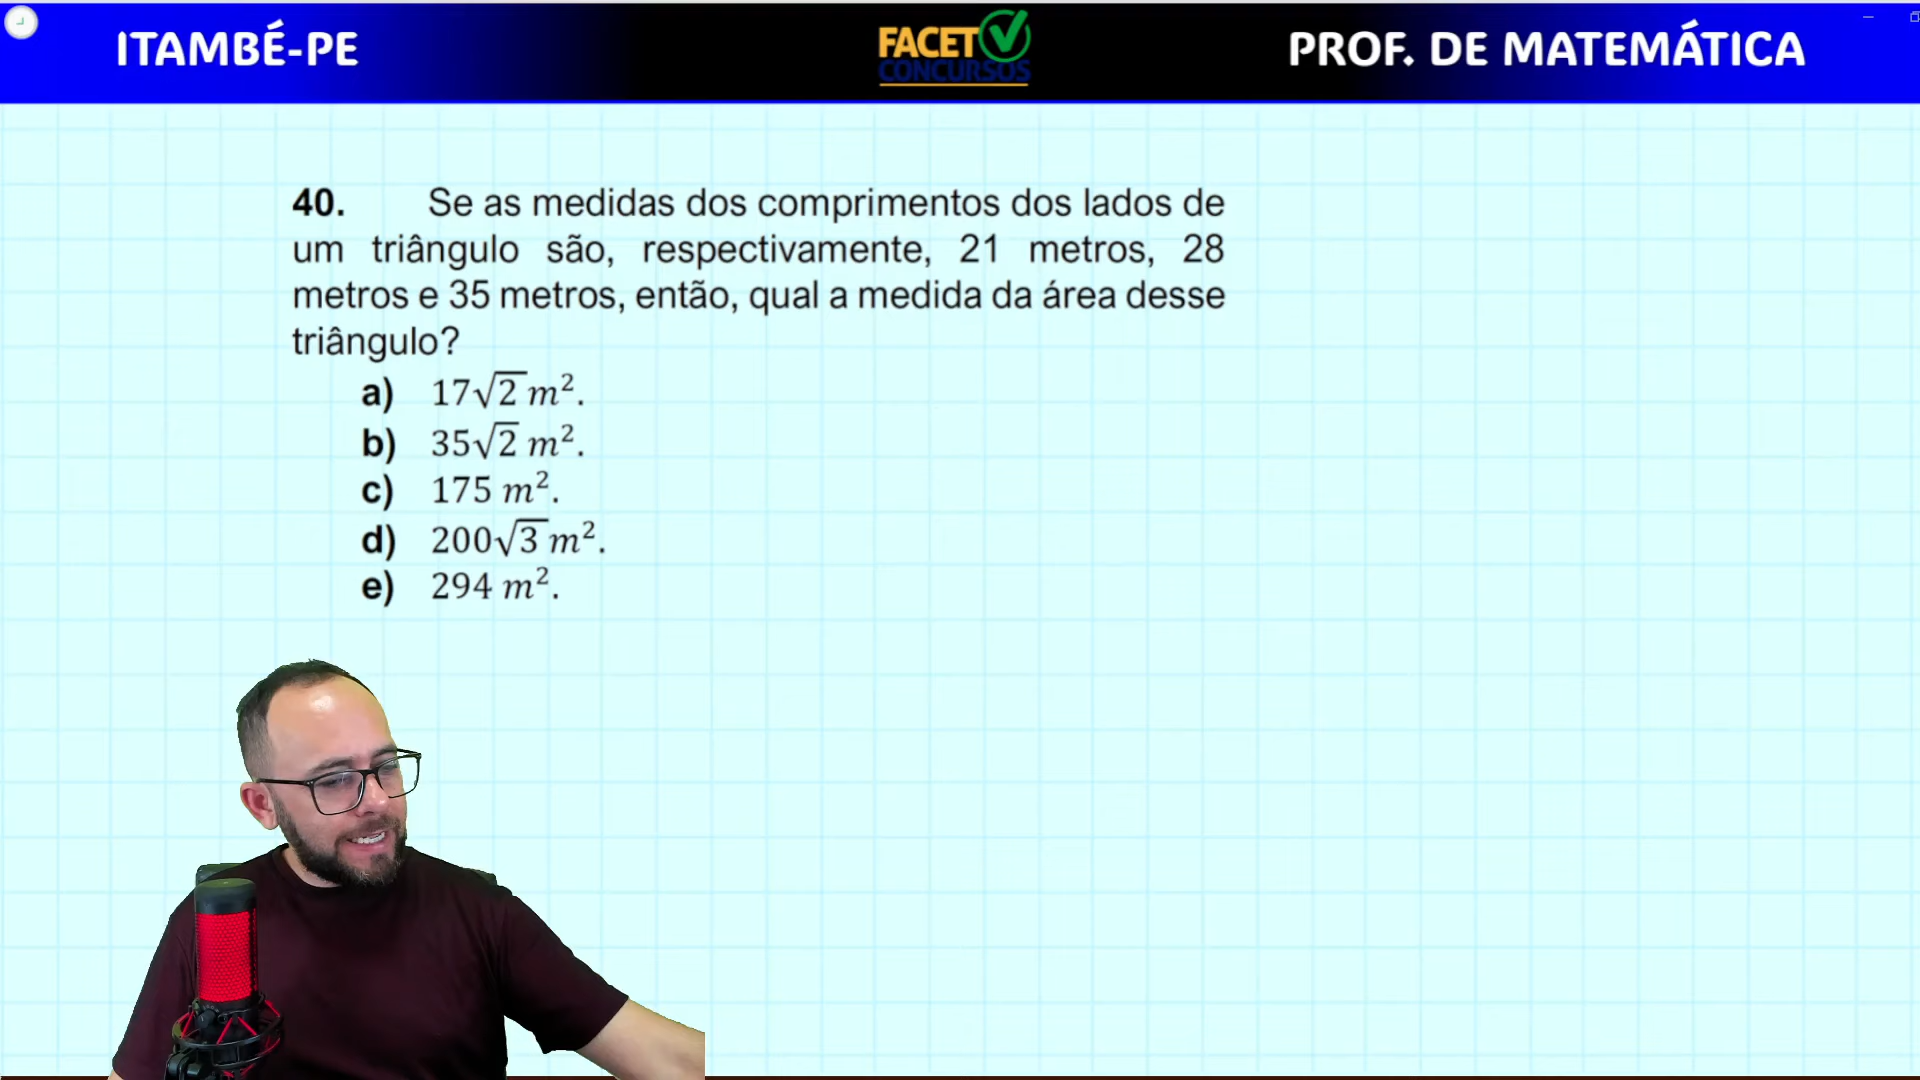 ITAMBÉ-PE
FACET
CONCURSOS
PROF. DE MATEMÁTICA
40. Se as medidas dos comprimentos dos lados de
um triângulo são, respectivamente, 21 metros, 28
metros e 35 metros, então, qual a medida da área desse
triângulo?
a) 17√2 m².
b) 35√2 m².
c) 175 m².
d) 200√3 m².
e) 294 m².